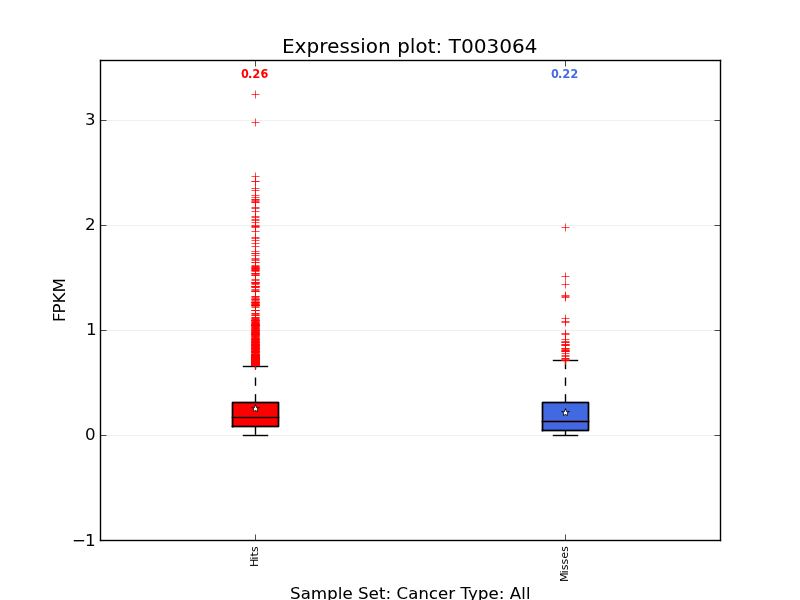 Expression plot: T003064
0.26
0.22
3
2
1
0
−1
FPKM
Hits
Misses
Sample Set: Cancer Type: All